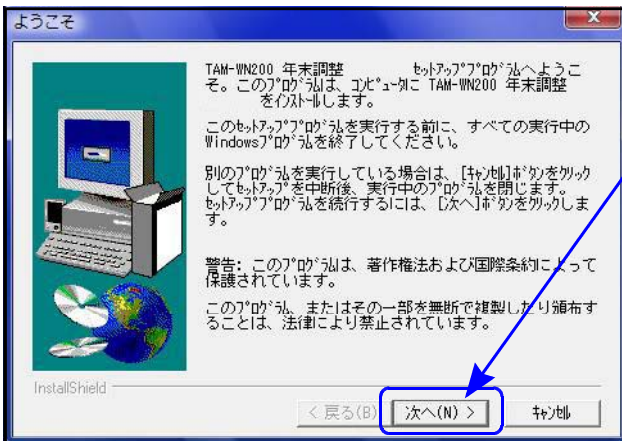 ようこそ
TAM-WN200 年末調整 ｾｯﾄｱｯﾌﾟﾌﾟﾛｸﾞﾗﾑへようこ
そ。このﾌﾟﾛｸﾞﾗﾑは、ｺﾝﾋﾟｭｰﾀに TAM-WN200 年末調整
をｲﾝｽﾄｰﾙします。
このｾｯﾄｱｯﾌﾟﾌﾟﾛｸﾞﾗﾑを実行する前に、すべての実行中の
Windowsﾌﾟﾛｸﾞﾗﾑを終了してください。
別のﾌﾟﾛｸﾞﾗﾑを実行している場合は、[ｷｬﾝｾﾙ]ﾎﾞﾀﾝをｸﾘｯｸ
してｾｯﾄｱｯﾌﾟを中断後、実行中のﾌﾟﾛｸﾞﾗﾑを閉じます。
ｾｯﾄｱｯﾌﾟﾌﾟﾛｸﾞﾗﾑを続行するには、[次へ]ﾎﾞﾀﾝをｸﾘｯｸしま
す。
警告: このﾌﾟﾛｸﾞﾗﾑは、著作権法および国際条約によって
保護されています。
このﾌﾟﾛｸﾞﾗﾑ、またはその一部を無断で複製したり頒布す
ることは、法律により禁止されています。
InstallShield
< 戻る(B) 次へ(N) > ｷｬﾝｾﾙ